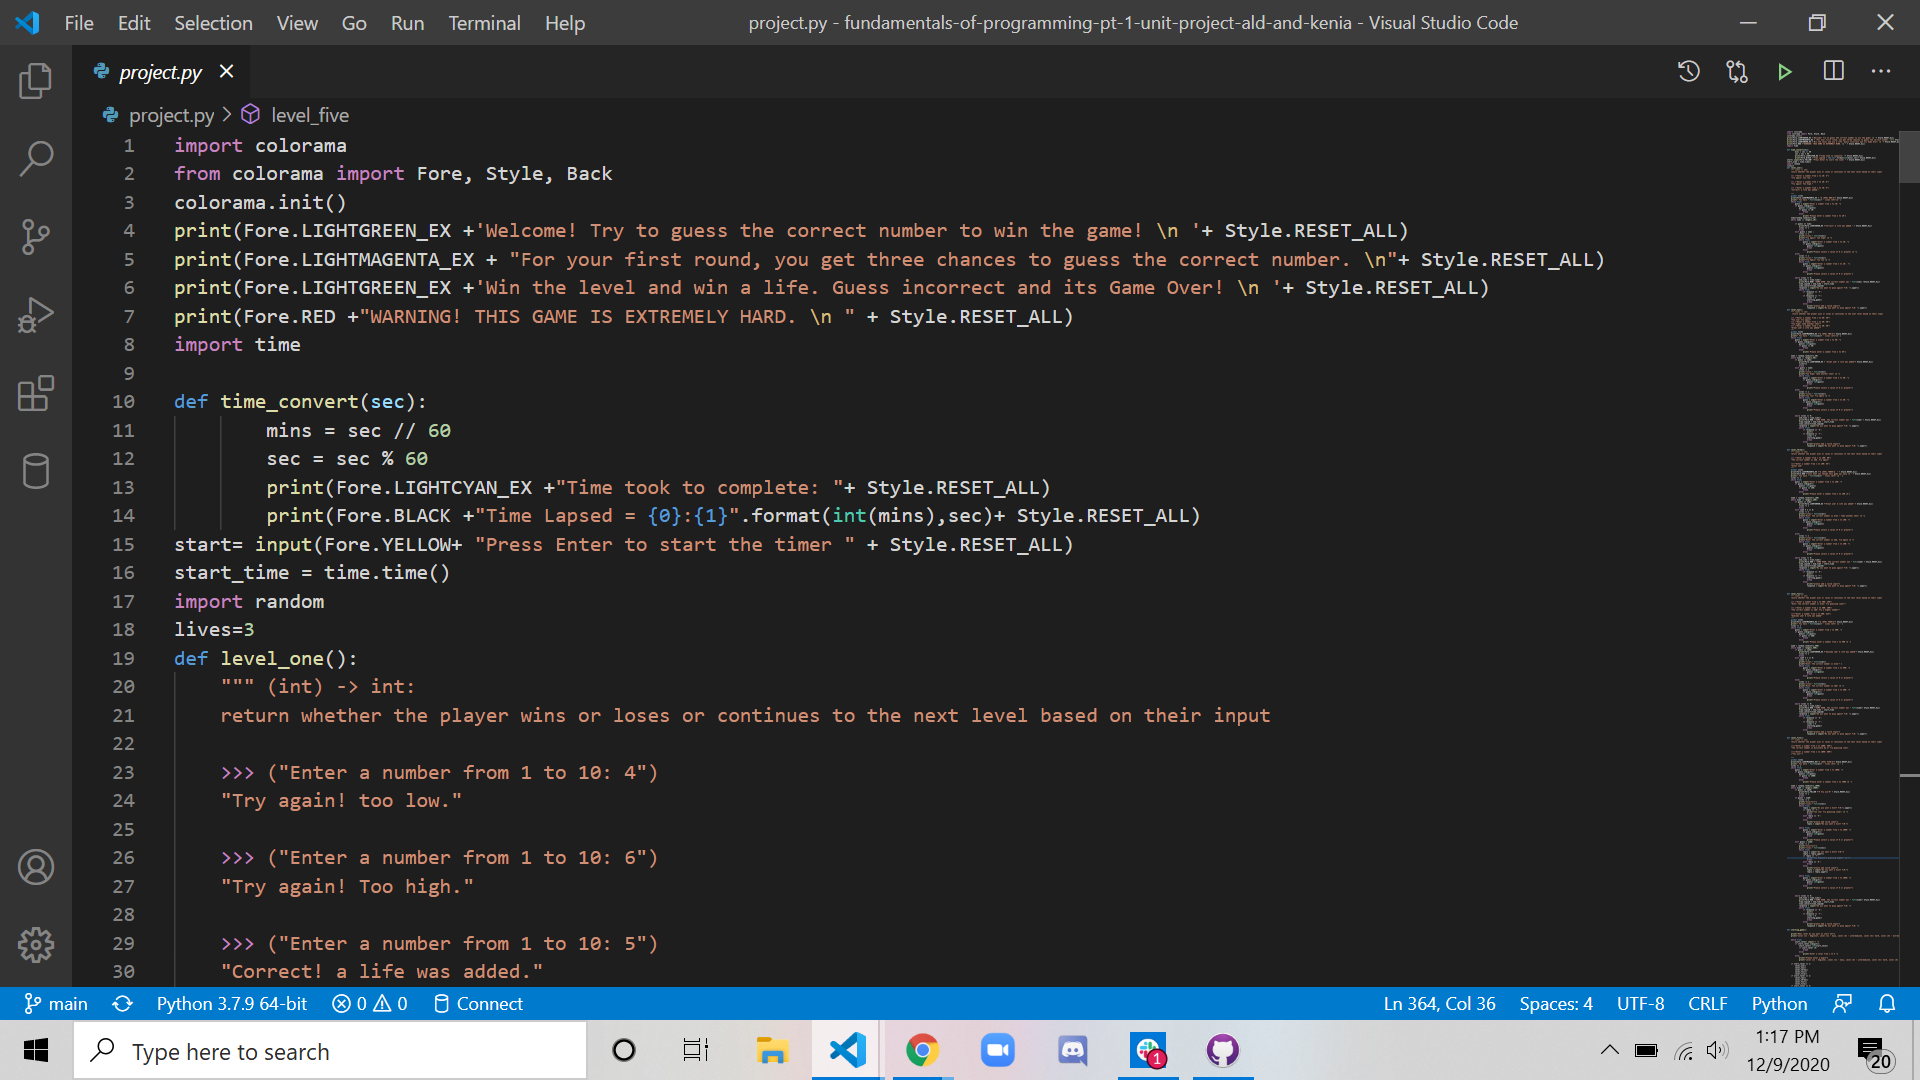 File Edit Selection View Go Run Terminal Help project.py - fundamentals-of-programming-pt-1-unit-project-ald-and-kenia - Visual Studio Code
project.py
project.py > level_five
1 import colorama
2 from colorama import Fore, Style, Back
3 colorama.init()
4 print(Fore.LIGHTGREEN_EX +'Welcome! Try to guess the correct number to win the game! \n '+ Style.RESET_ALL)
5 print(Fore.LIGHTMAGENTA_EX + "For your first round, you get three chances to guess the correct number. \n"+ Style.RESET_ALL)
6 print(Fore.LIGHTGREEN_EX +'Win the level and win a life. Guess incorrect and its Game Over! \n '+ Style.RESET_ALL)
7 print(Fore.RED +"WARNING! THIS GAME IS EXTREMELY HARD. \n " + Style.RESET_ALL)
8 import time
9
10 def time_convert(sec):
11 mins = sec // 60
12 sec = sec % 60
13 print(Fore.LIGHTCYAN_EX +"Time took to complete: "+ Style.RESET_ALL)
14 print(Fore.BLACK +"Time Lapsed = {0}:{1}".format(int(mins),sec)+ Style.RESET_ALL)
15 start= input(Fore.YELLOW+ "Press Enter to start the timer " + Style.RESET_ALL)
16 start_time = time.time()
17 import random
18 lives=3
19 def level_one():
20 """ (int) -> int:
21 return whether the player wins or loses or continues to the next level based on their input
22
23 >>> ("Enter a number from 1 to 10: 4")
24 "Try again! too low."
25
26 >>> ("Enter a number from 1 to 10: 6")
27 "Try again! Too high."
28
29 >>> ("Enter a number from 1 to 10: 5")
30 "Correct! a life was added."
main Python 3.7.9 64-bit 0 0 Connect Ln 364, Col 36 Spaces: 4 UTF-8 CRLF Python
Type here to search
1
1:17 PM
12/9/2020
20